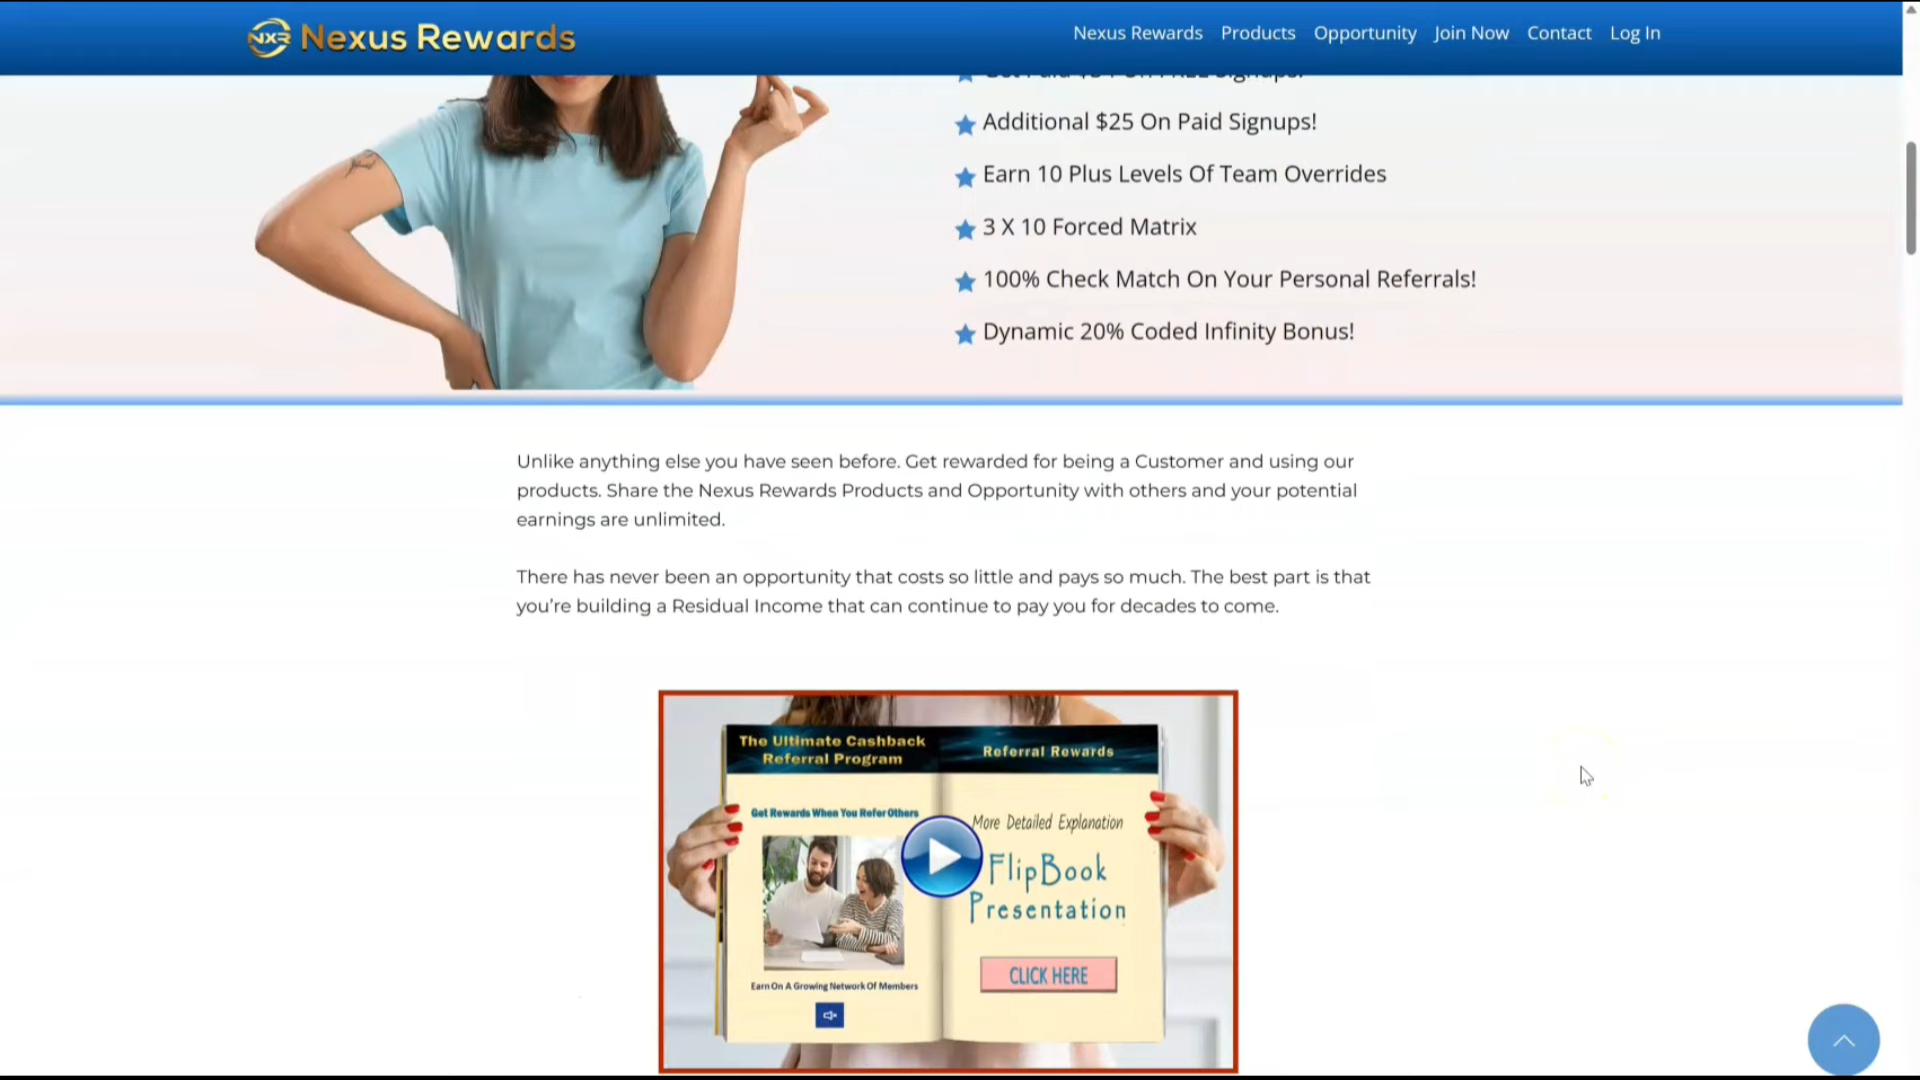 NXR Nexus Rewards
Nexus Rewards Products Opportunity Join Now Contact Log In
Additional $25 On Paid Signups!
Earn 10 Plus Levels Of Team Overrides
3 X 10 Forced Matrix
100% Check Match On Your Personal Referrals!
Dynamic 20% Coded Infinity Bonus!
Unlike anything else you have seen before. Get rewarded for being a Customer and using our
products. Share the Nexus Rewards Products and Opportunity with others and your potential
earnings are unlimited.
There has never been an opportunity that costs so little and pays so much. The best part is that
you’re building a Residual Income that can continue to pay you for decades to come.
The Ultimate Cashback
Referral Program
Get Rewards When You Refer Others
Earn On A Growing Network Of Members
Referral Rewards
More Detailed Explanation
FlipBook
Presentation
CLICK HERE